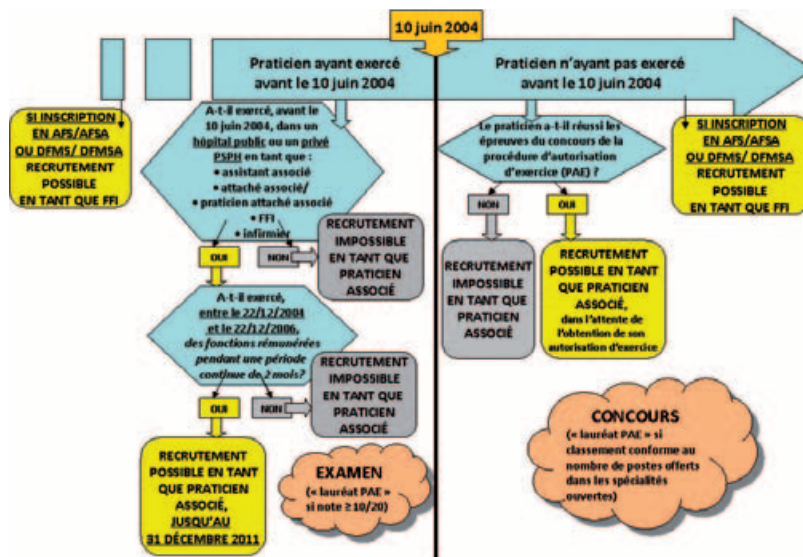 10 juin 2004
Praticien ayant exercé
avant le 10 juin 2004
Praticien n'ayant pas exercé
avant le 10 juin 2004
SI INSCRIPTION
EN AFS/AFSA
OU DFMS/ DFMSA
RECRUTEMENT
POSSIBLE
EN TANT QUE FFI
A-t-il exercé, avant le
10 juin 2004, dans un
hôpital public ou un privé
PSPH en tant que :
• assistant associé
• attaché associé/
• praticien attaché associé
• FFI
• infirmier
OUI
NON
RECRUTEMENT
IMPOSSIBLE
EN TANT QUE
PRATICIEN
ASSOCIÉ
A-t-il exercé,
entre le 22/12/2004
et le 22/12/2006,
des fonctions rémunérées
pendant une période
continue de 2 mois?
OUI
NON
RECRUTEMENT
IMPOSSIBLE
EN TANT QUE
PRATICIEN
ASSOCIÉ
RECRUTEMENT
POSSIBLE EN TANT
QUE PRATICIEN
ASSOCIÉ,
JUSQU'AU
31 DÉCEMBRE 2011
EXAMEN
(« lauréat PAE »
si note ≥ 10/20)
Le praticien a-t-il réussi les
épreuves du concours de la
procédure d'autorisation
d'exercice (PAE) ?
NON
OUI
RECRUTEMENT
IMPOSSIBLE
EN TANT QUE
PRATICIEN
ASSOCIÉ
RECRUTEMENT
POSSIBLE EN TANT
QUE PRATICIEN
ASSOCIÉ,
dans l'attente de
l'obtention de son
autorisation d'exercice
SI INSCRIPTION
EN AFS/AFSA
OU DFMS/ DFMSA
RECRUTEMENT
POSSIBLE
EN TANT QUE FFI
CONCOURS
(« lauréat PAE » si
classement conforme au
nombre de postes offerts
dans les spécialités
ouvertes)